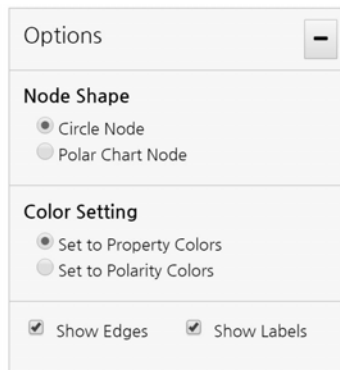 Options
Node Shape
Circle Node
Polar Chart Node
Color Setting
Set to Property Colors
Set to Polarity Colors
Show Edges Show Labels